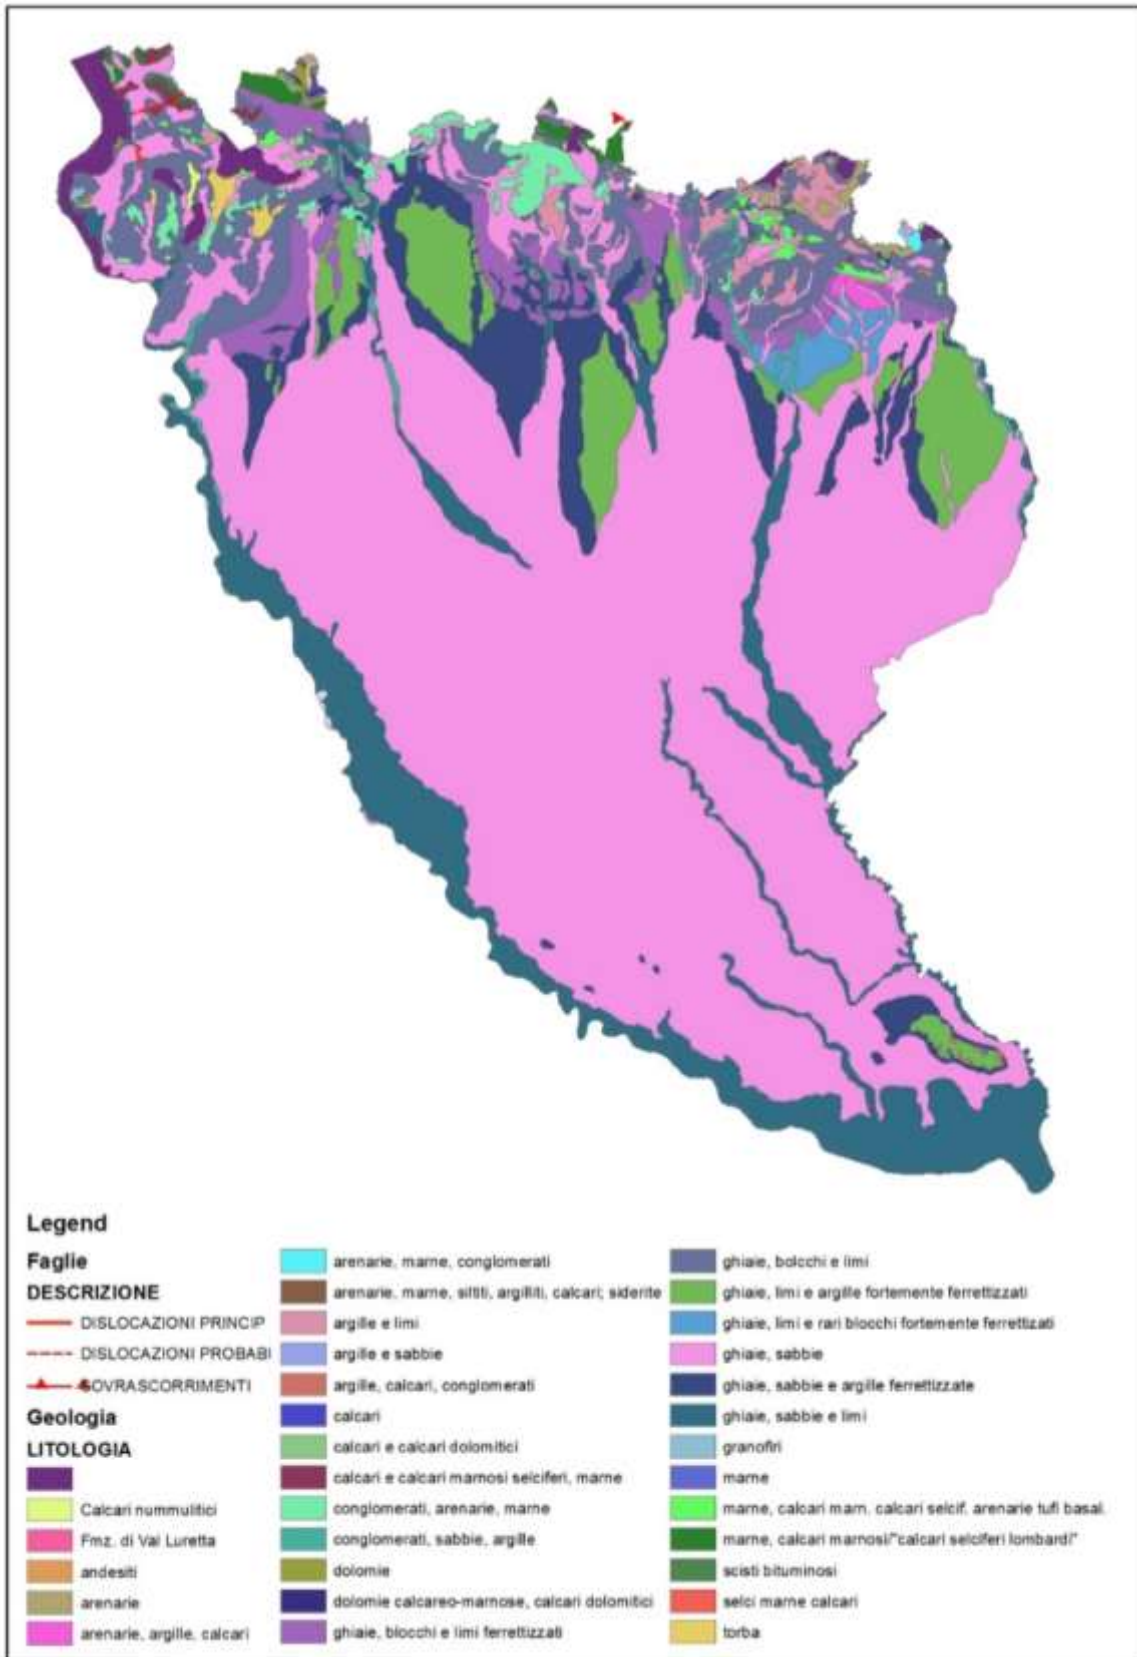 Legend
Faglie
DESCRIZIONE
DISLOCAZIONI PRINCIP
DISLOCAZIONI PROBABI
SOVRASCORRIMENTI
Geologia
LITOLOGIA
Calcari nummulitici
Fmz. di Val Luretta
andesiti
arenarie
arenarie, argille, calcari
arenarie, marne, conglomerati
arenarie, marne, siltiti, argilliti, calcari; siderite
argille e limi
argille e sabbie
argille, calcari, conglomerati
calcari
calcari e calcari dolomitici
calcari e calcari marnosi selciferi, marne
conglomerati, arenarie, marne
conglomerati, sabbie, argille
dolomie
dolomie calcareo-marnose, calcari dolomitici
ghiaie, blocchi e limi ferrettizzati
ghiaie, bolcchi e limi
ghiaie, limi e argille fortemente ferrettizzati
ghiaie, limi e rari blocchi fortemente ferrettizati
ghiaie, sabbie
ghiaie, sabbie e argille ferrettizzate
ghiaie, sabbie e limi
granofiri
marne
marne, calcari marn. calcari selcif. arenarie tufi basal.
marne, calcari marnosi/"calcari selciferi lombardi"
scisti bituminosi
selci marne calcari
torba